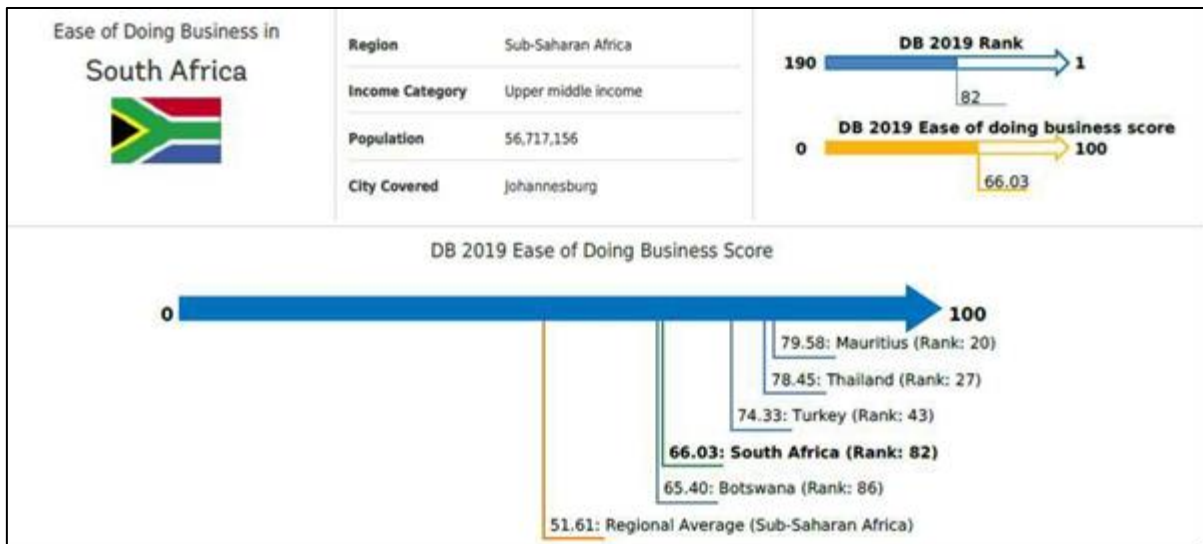 Ease of Doing Business in
South Africa
Region Sub-Saharan Africa
Income Category Upper middle income
Population 56,717,156
City Covered Johannesburg
DB 2019 Rank
190 1
82
DB 2019 Ease of doing business score
0 100
66.03
DB 2019 Ease of Doing Business Score
0 100
79.58: Mauritius (Rank: 20)
78.45: Thailand (Rank: 27)
74.33: Turkey (Rank: 43)
66.03: South Africa (Rank: 82)
65.40: Botswana (Rank: 86)
51.61: Regional Average (Sub-Saharan Africa)